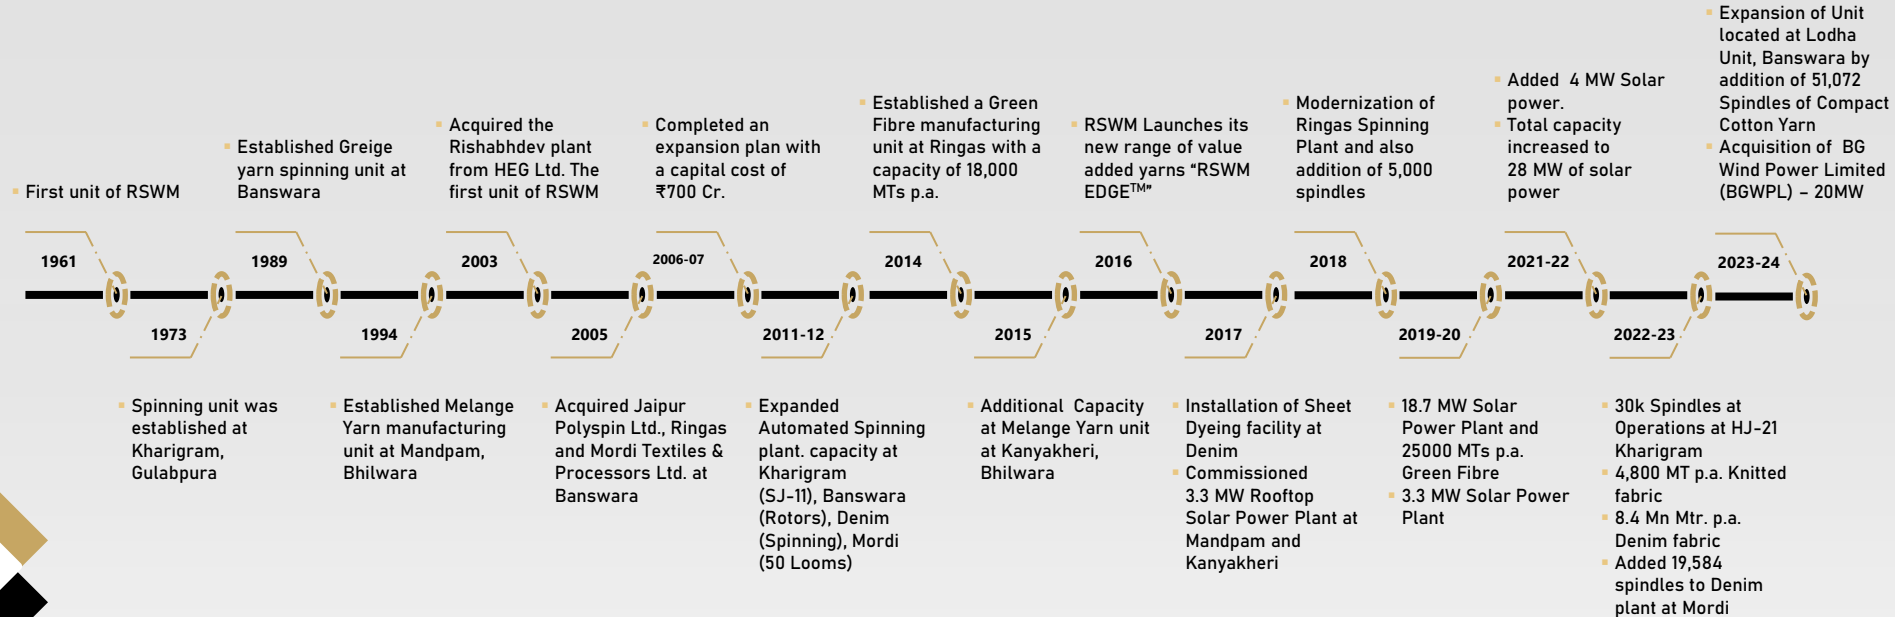 First unit of RSWM
1961
Spinning unit was
established at
Kharigram,
Gulabpura
1973
Established Greige
yarn spinning unit at
Banswara
1989
Established Melange
Yarn manufacturing
unit at Mandpam,
Bhilwara
1994
Acquired the
Rishabhdev plant
from HEG Ltd. The
first unit of RSWM
2003
Acquired Jaipur
Polyspin Ltd., Ringas
and Mordi Textiles &
Processors Ltd. at
Banswara
2005
Completed an
expansion plan with
a capital cost of
₹700 Cr.
2006-07
Expanded
Automated Spinning
plant. capacity at
Kharigram
(SJ-11), Banswara
(Rotors), Denim
(Spinning), Mordi
(50 Looms)
2011-12
Established a Green
Fibre manufacturing
unit at Ringas with a
capacity of 18,000
MTs p.a.
2014
Additional Capacity
at Melange Yarn unit
at Kanyakheri,
Bhilwara
2015
RSWM Launches its
new range of value
added yarns “RSWM
EDGE™”
2016
Installation of Sheet
Dyeing facility at
Denim
Commissioned
3.3 MW Rooftop
Solar Power Plant at
Mandpam and
Kanyakheri
2017
Modernization of
Ringas Spinning
Plant and also
addition of 5,000
spindles
2018
18.7 MW Solar
Power Plant and
25000 MTs p.a.
Green Fibre
3.3 MW Solar Power
Plant
2019-20
Added 4 MW Solar
power.
Total capacity
increased to
28 MW of solar
power
2021-22
30k Spindles at
Operations at HJ-21
Kharigram
4,800 MT p.a. Knitted
fabric
8.4 Mn Mtr. p.a.
Denim fabric
Added 19,584
spindles to Denim
plant at Mordi
2022-23
Expansion of Unit
located at Lodha
Unit, Banswara by
addition of 51,072
Spindles of Compact
Cotton Yarn
Acquisition of BG
Wind Power Limited
(BGWPL) – 20MW
2023-24